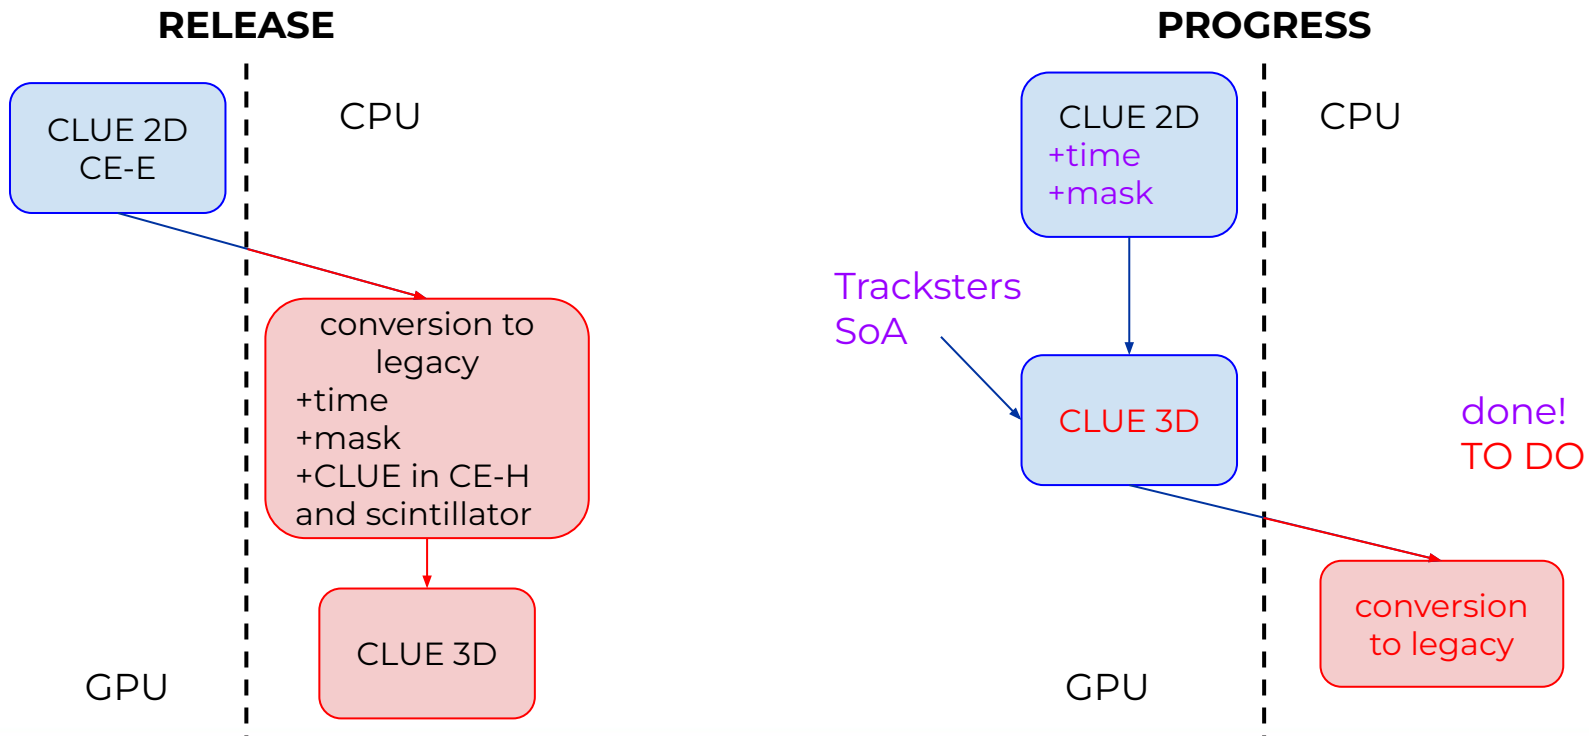 RELEASE
CLUE 2D
CE-E
CPU
conversion to
legacy
+time
+mask
+CLUE in CE-H
and scintillator
CLUE 3D
GPU
PROGRESS
CLUE 2D
+time
+mask
CPU
Tracksters
SoA
CLUE 3D
done!
TO DO
conversion
to legacy
GPU